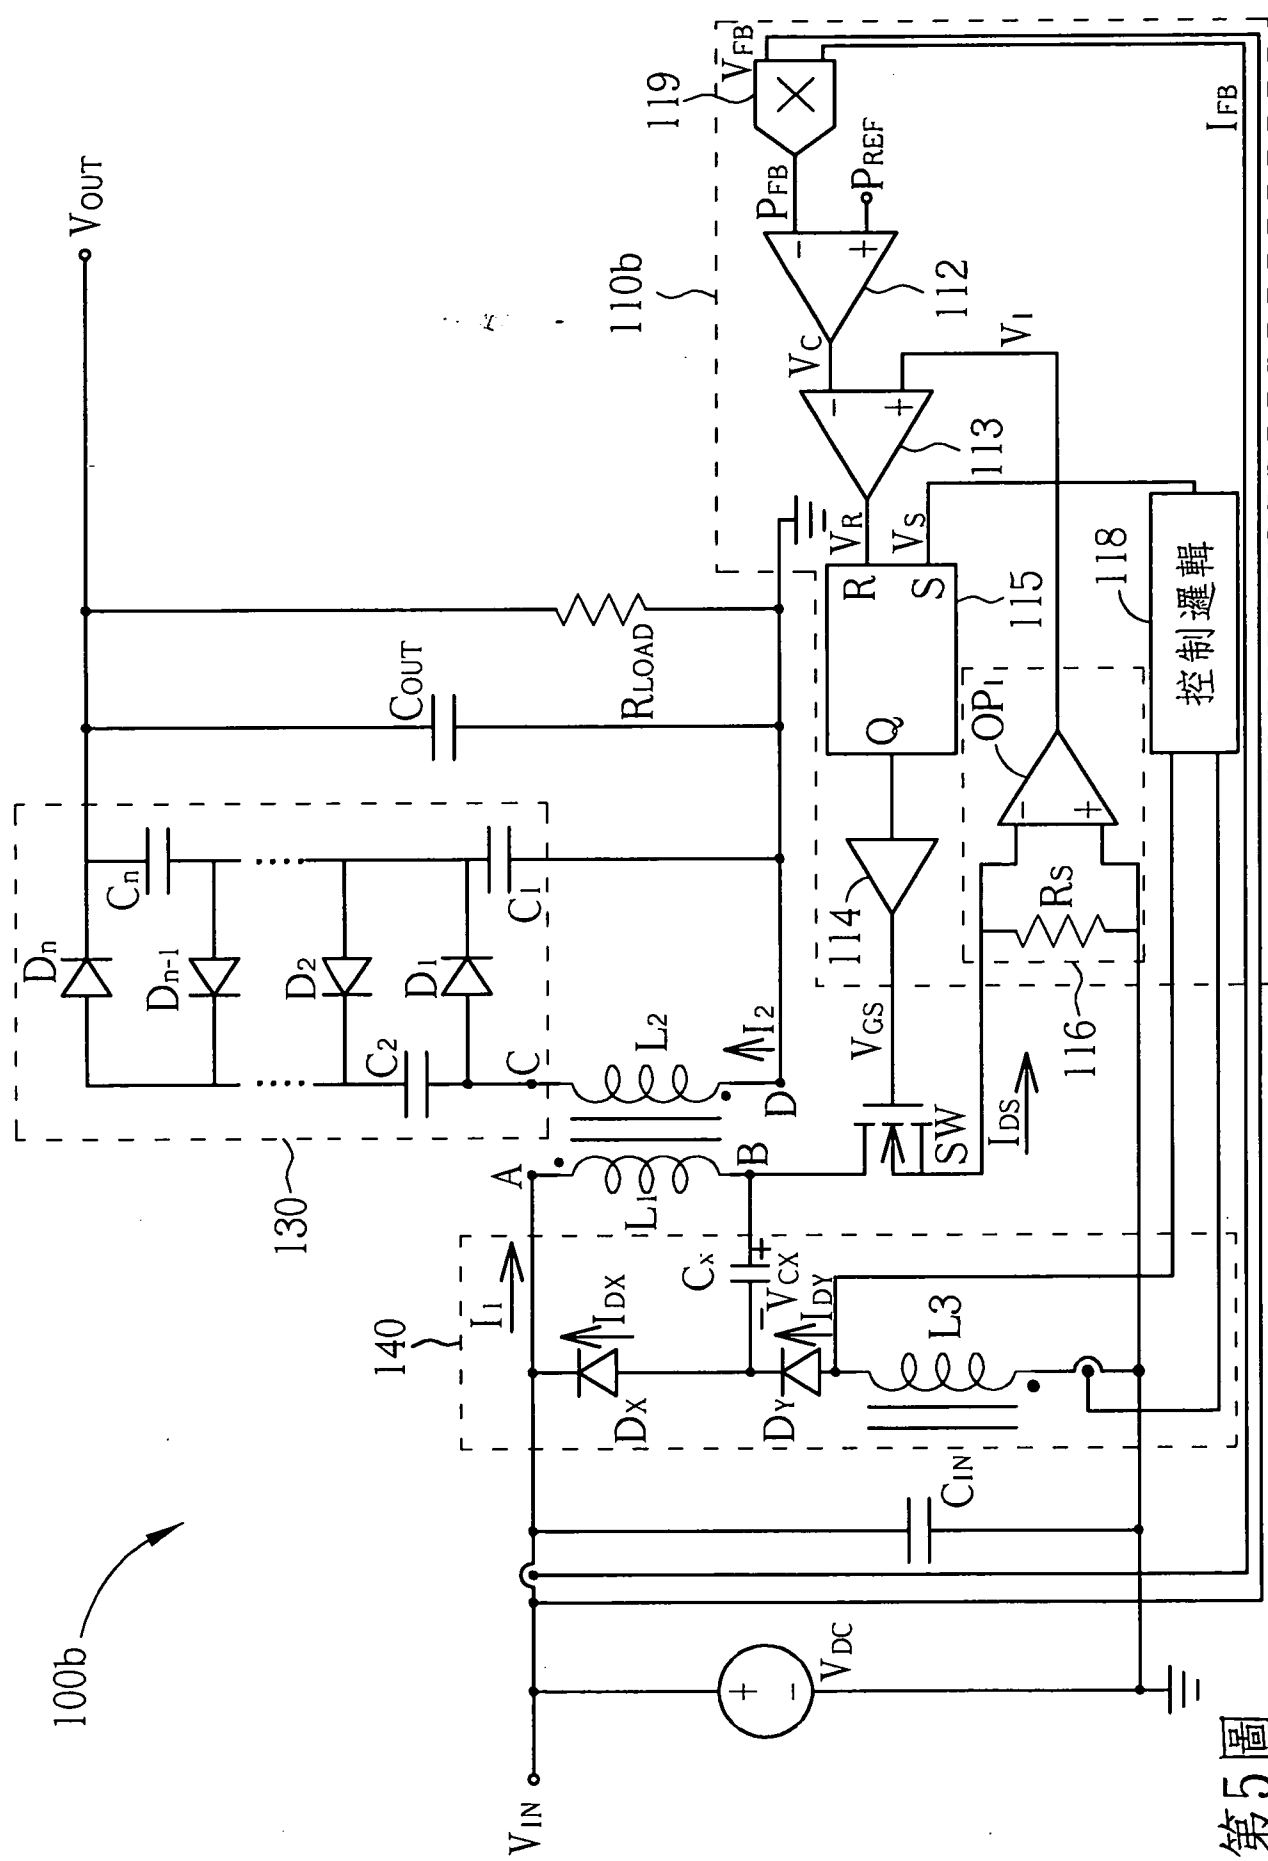 100b
VIN
VOUT
VDC
CIN
140
I1
IDX
DX
Cx
+
−
VCX
IDY
DY
L3
A
B
L1
L2
C
D
I2
130
Dn
Dn-1
D2
D1
Cn
C1
C2
COUT
RLOAD
SW
VGS
IDS
116
RS
OP1
−
+
114
Q
R
S
115
VR
VS
113
−
+
VC
V1
112
−
+
PFB
PREF
119
×
VFB
IFB
110b
118
控制邏輯
+
−
第5圖